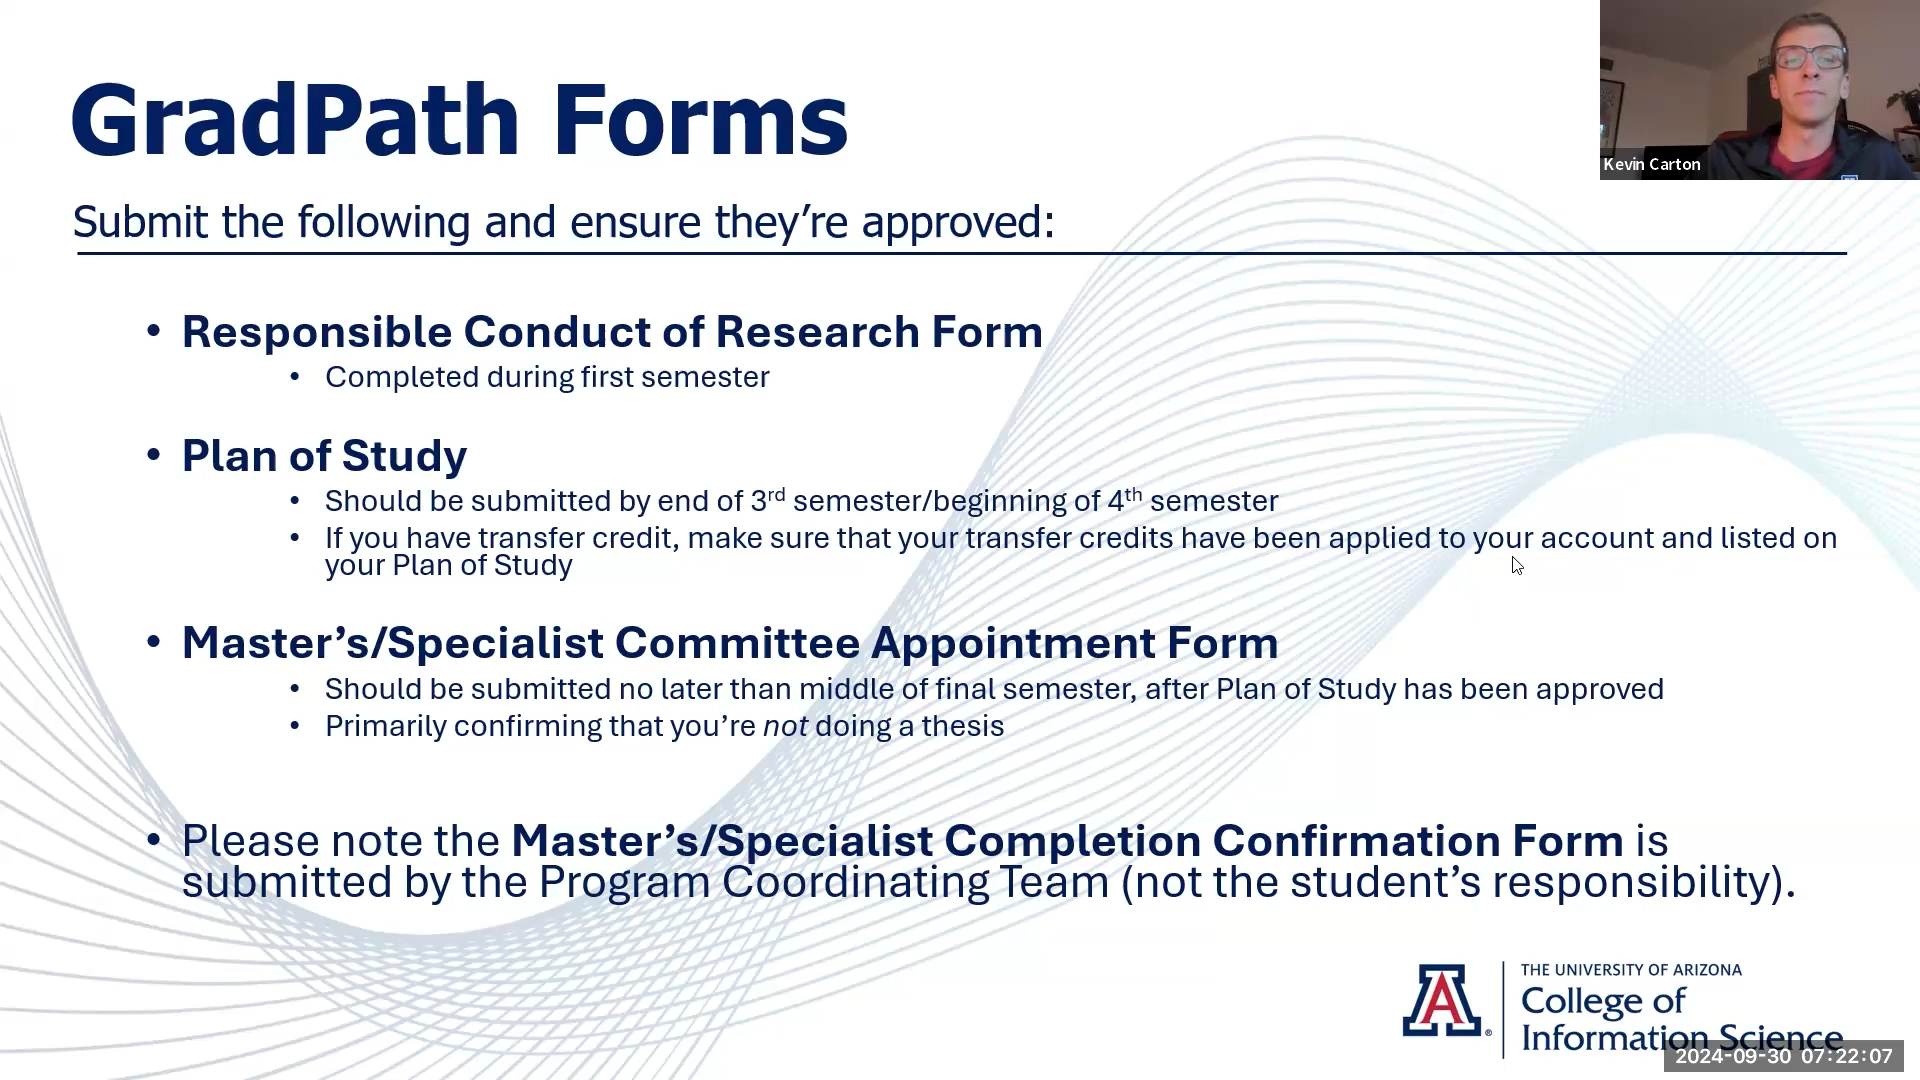 GradPath Forms
Kevin Carton
Submit the following and ensure they’re approved:
• Responsible Conduct of Research Form
• Completed during first semester
• Plan of Study
• Should be submitted by end of 3rd semester/beginning of 4th semester
• If you have transfer credit, make sure that your transfer credits have been applied to your account and listed on
your Plan of Study
• Master’s/Specialist Committee Appointment Form
• Should be submitted no later than middle of final semester, after Plan of Study has been approved
• Primarily confirming that you’re not doing a thesis
• Please note the Master’s/Specialist Completion Confirmation Form is
submitted by the Program Coordinating Team (not the student’s responsibility).
A®
THE UNIVERSITY OF ARIZONA
College of
Information Science
2024-09-30 07:22:07